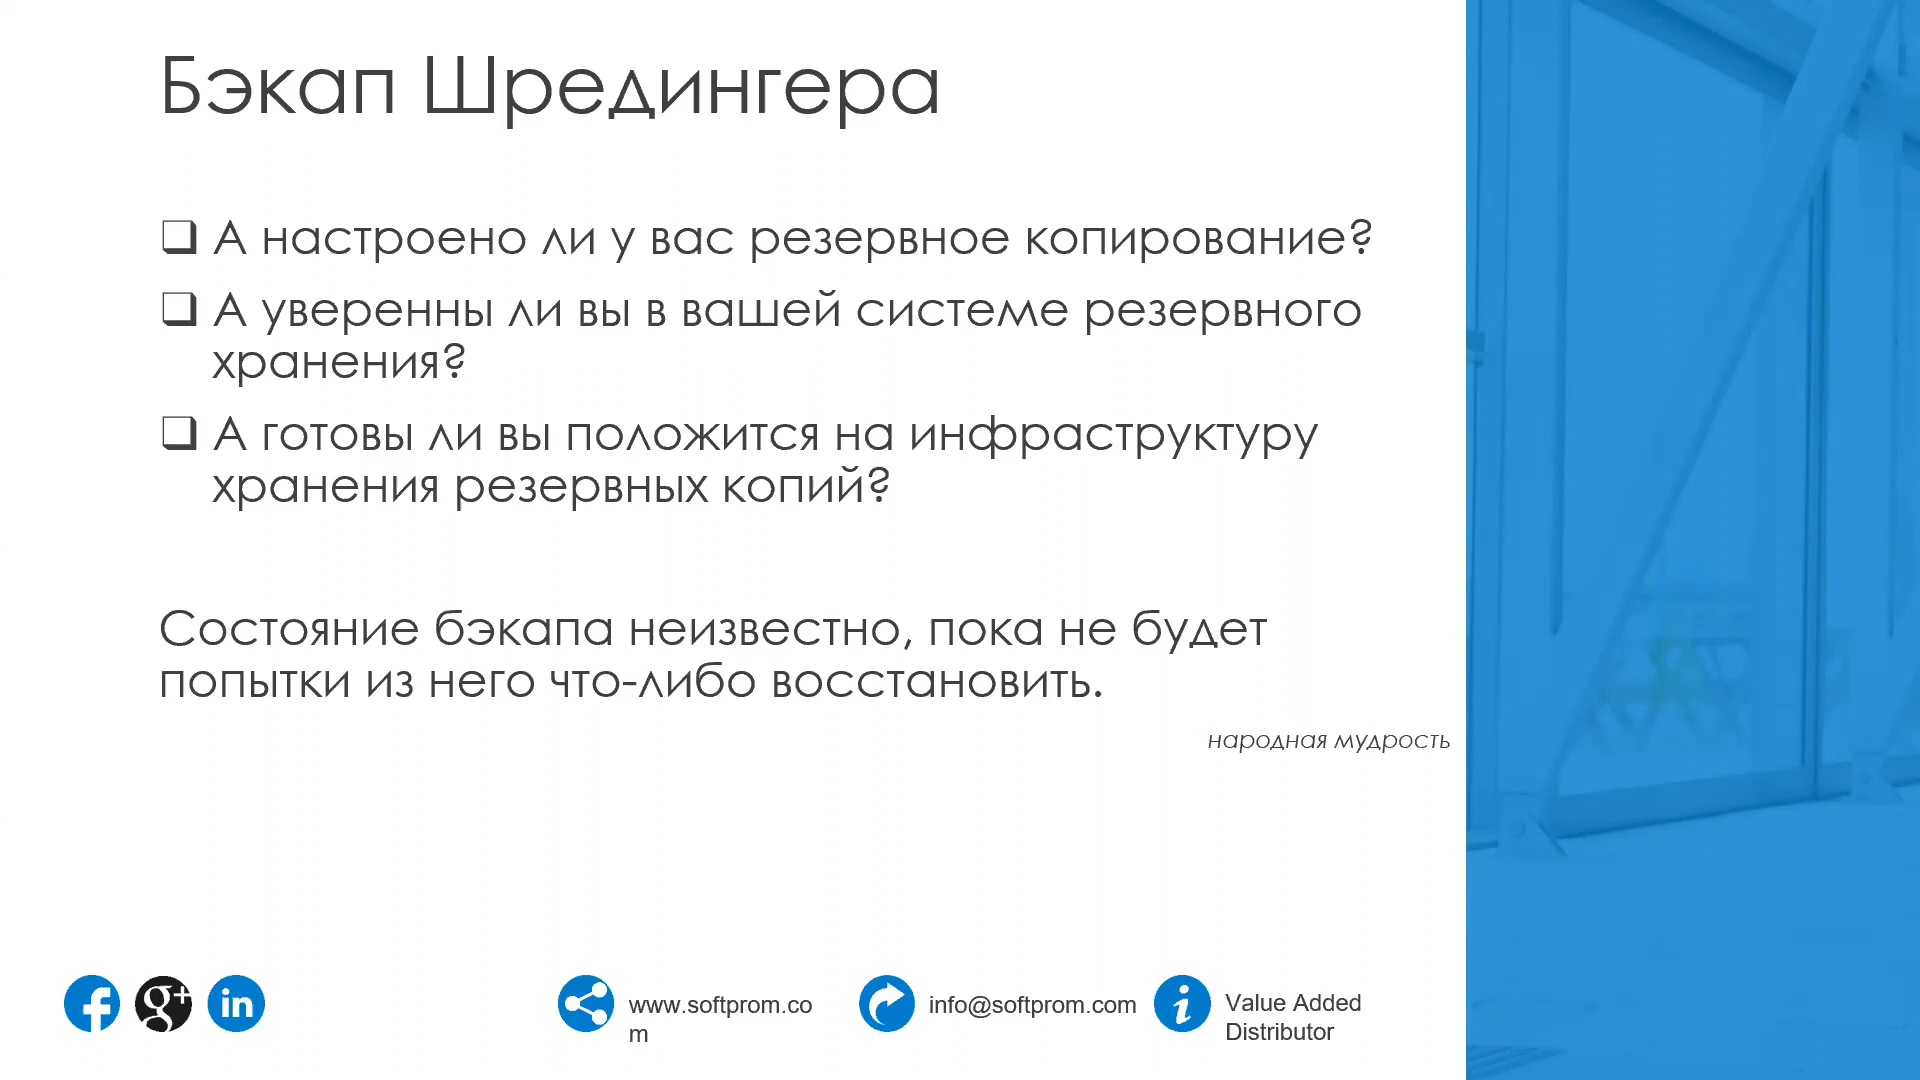 Бэкап Шредингера
А настроено ли у вас резервное копирование?
А уверенны ли вы в вашей системе резервного
хранения?
А готовы ли вы положится на инфраструктуру
хранения резервных копий?
Состояние бэкапа неизвестно, пока не будет
попытки из него что-либо восстановить.
народная мудрость
www.softprom.co
m
info@softprom.com
Value Added
Distributor